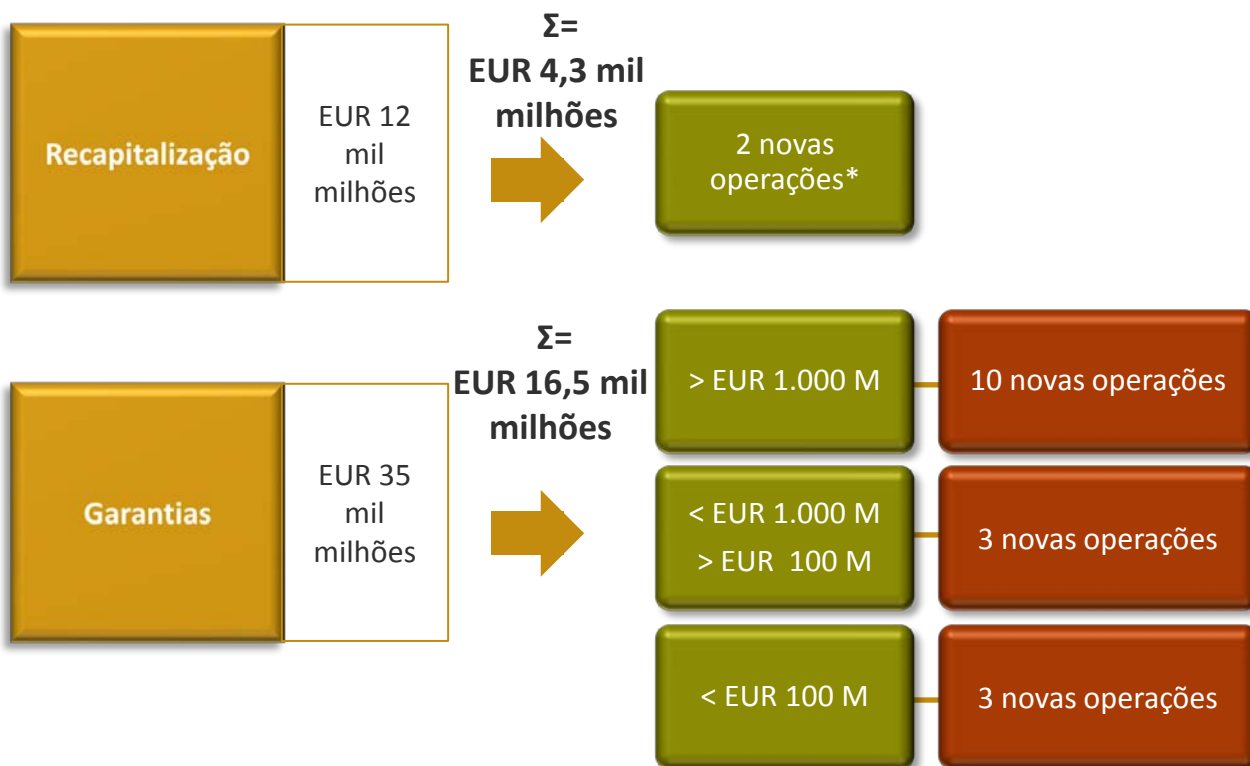 Recapitalização
EUR 12
mil
milhões
Σ=
EUR 4,3 mil
milhões
2 novas
operações*
Garantias
EUR 35
mil
milhões
Σ=
EUR 16,5 mil
milhões
> EUR 1.000 M
10 novas operações
< EUR 1.000 M
> EUR 100 M
3 novas operações
< EUR 100 M
3 novas operações